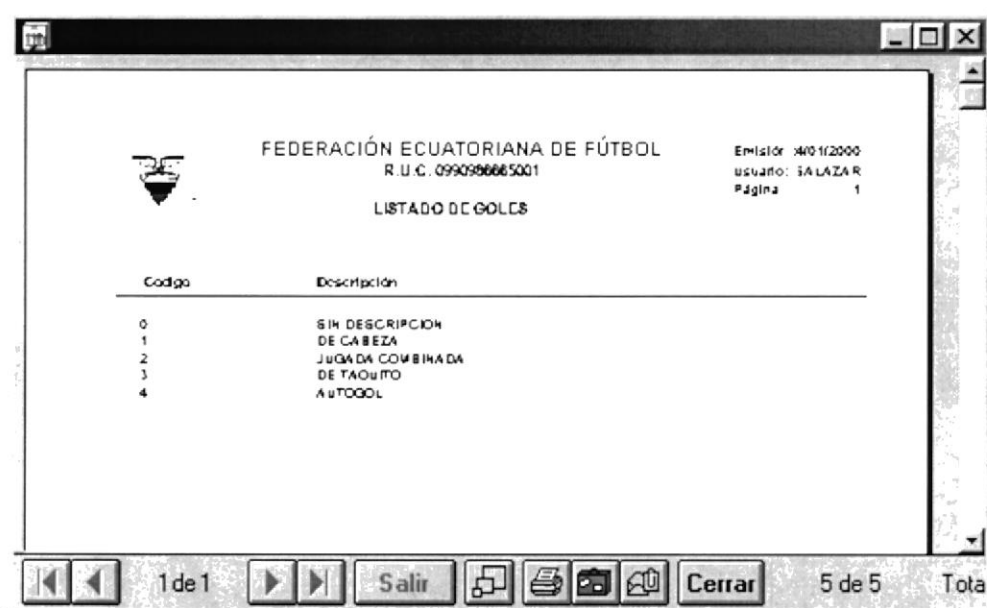 FEDERACIÓN ECUATORIANA DE FÚTBOL
R.U.C.
LISTADO DE GOLES
Emisión :4/01/2000
usuario: SALAZAR
Página 1
Codigo Descripción
0 SIN DESCRIPCION
1 DE CABEZA
2 JUGADA COMBINADA
3 DE TAQUITO
4 AUTOGOL
1 de 1 Salir Cerrar 5 de 5 Tota